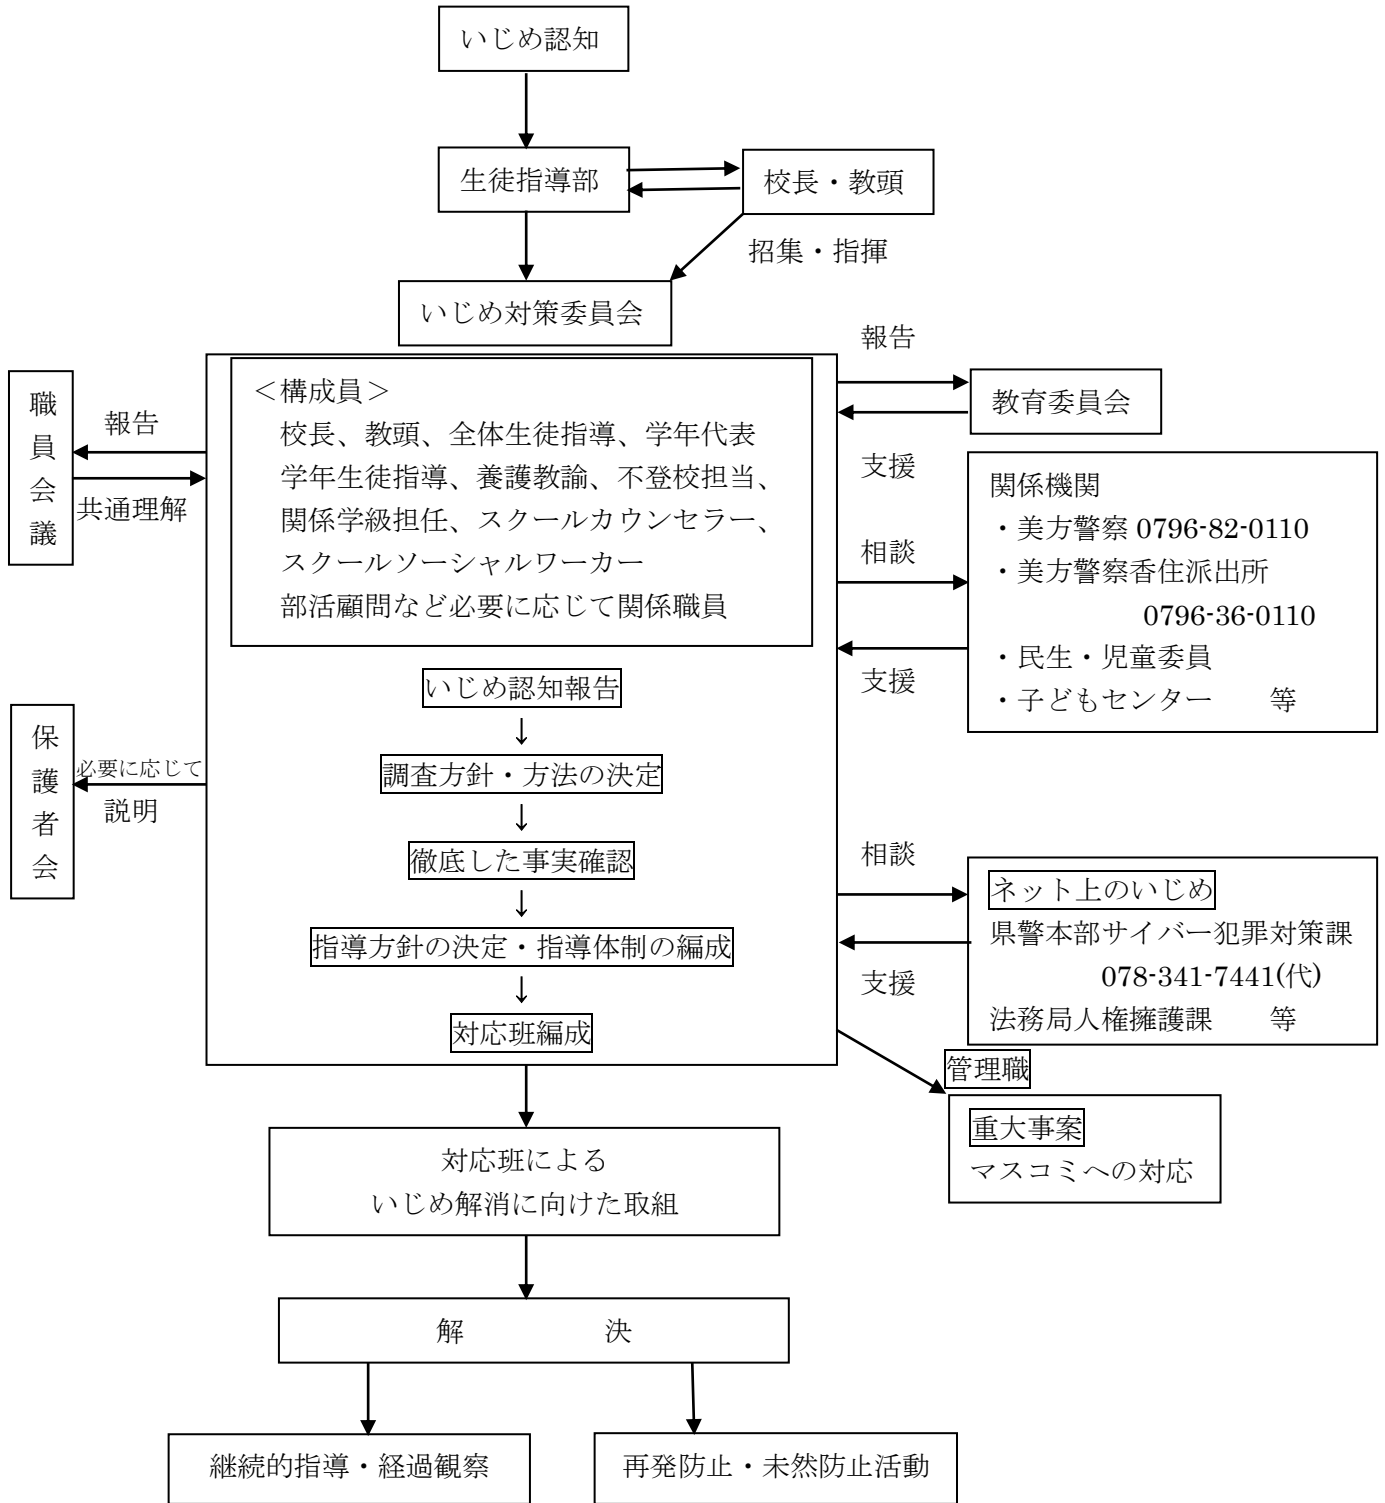 いじめ認知
生徒指導部
校長・教頭
招集・指揮
いじめ対策委員会
<構成員>
校長、教頭、全体生徒指導、学年代表
学年生徒指導、養護教諭、不登校担当、
関係学級担任、スクールカウンセラー、
スクールソーシャルワーカー
部活顧問など必要に応じて関係職員
職員会議
報告
共通理解
報告
教育委員会
支援
関係機関
・美方警察 0796-82-0110
・美方警察香住派出所
0796-36-0110
・民生・児童委員
・子どもセンター 等
相談
支援
いじめ認知報告
↓
調査方針・方法の決定
↓
徹底した事実確認
↓
指導方針の決定・指導体制の編成
↓
対応班編成
保護者会
必要に応じて
説明
相談
ネット上のいじめ
県警本部サイバー犯罪対策課
078-341-7441(代)
法務局人権擁護課 等
支援
管理職
重大事案
マスコミへの対応
対応班による
いじめ解消に向けた取組
解 決
継続的指導・経過観察
再発防止・未然防止活動